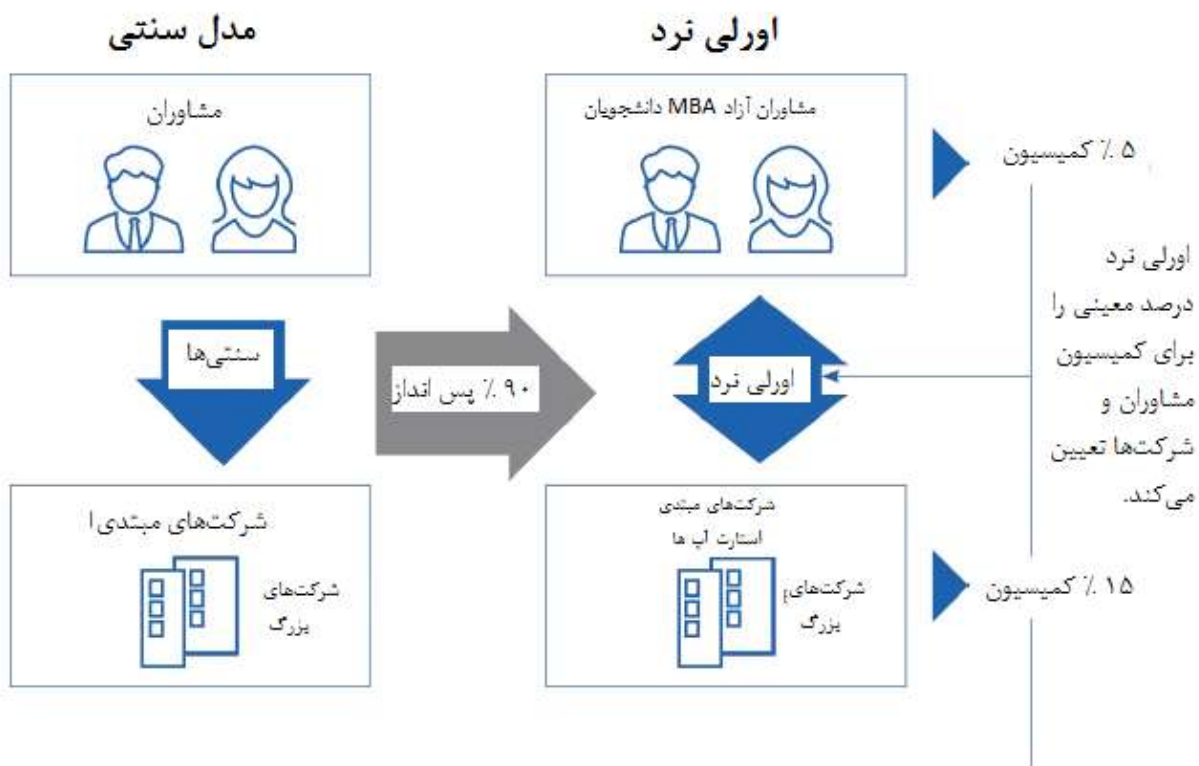 مدل سنتی
اورلی نرد
مشاوران
مشاوران آزاد MBA دانشجویان
۵ ٪ کمیسیون
سنتی‌ها
۹۰ ٪ پس انداز
اورلی نرد
اورلی نرد
درصد معینی را
برای کمیسیون
مشاوران و
شرکت‌ها تعیین
می‌کند.
شرکت‌های مبتدی۱
شرکت‌های
بزرگ
شرکت‌های مبتدی
استارت آپ ها
شرکت‌های
بزرگ
۱۵ ٪ کمیسیون